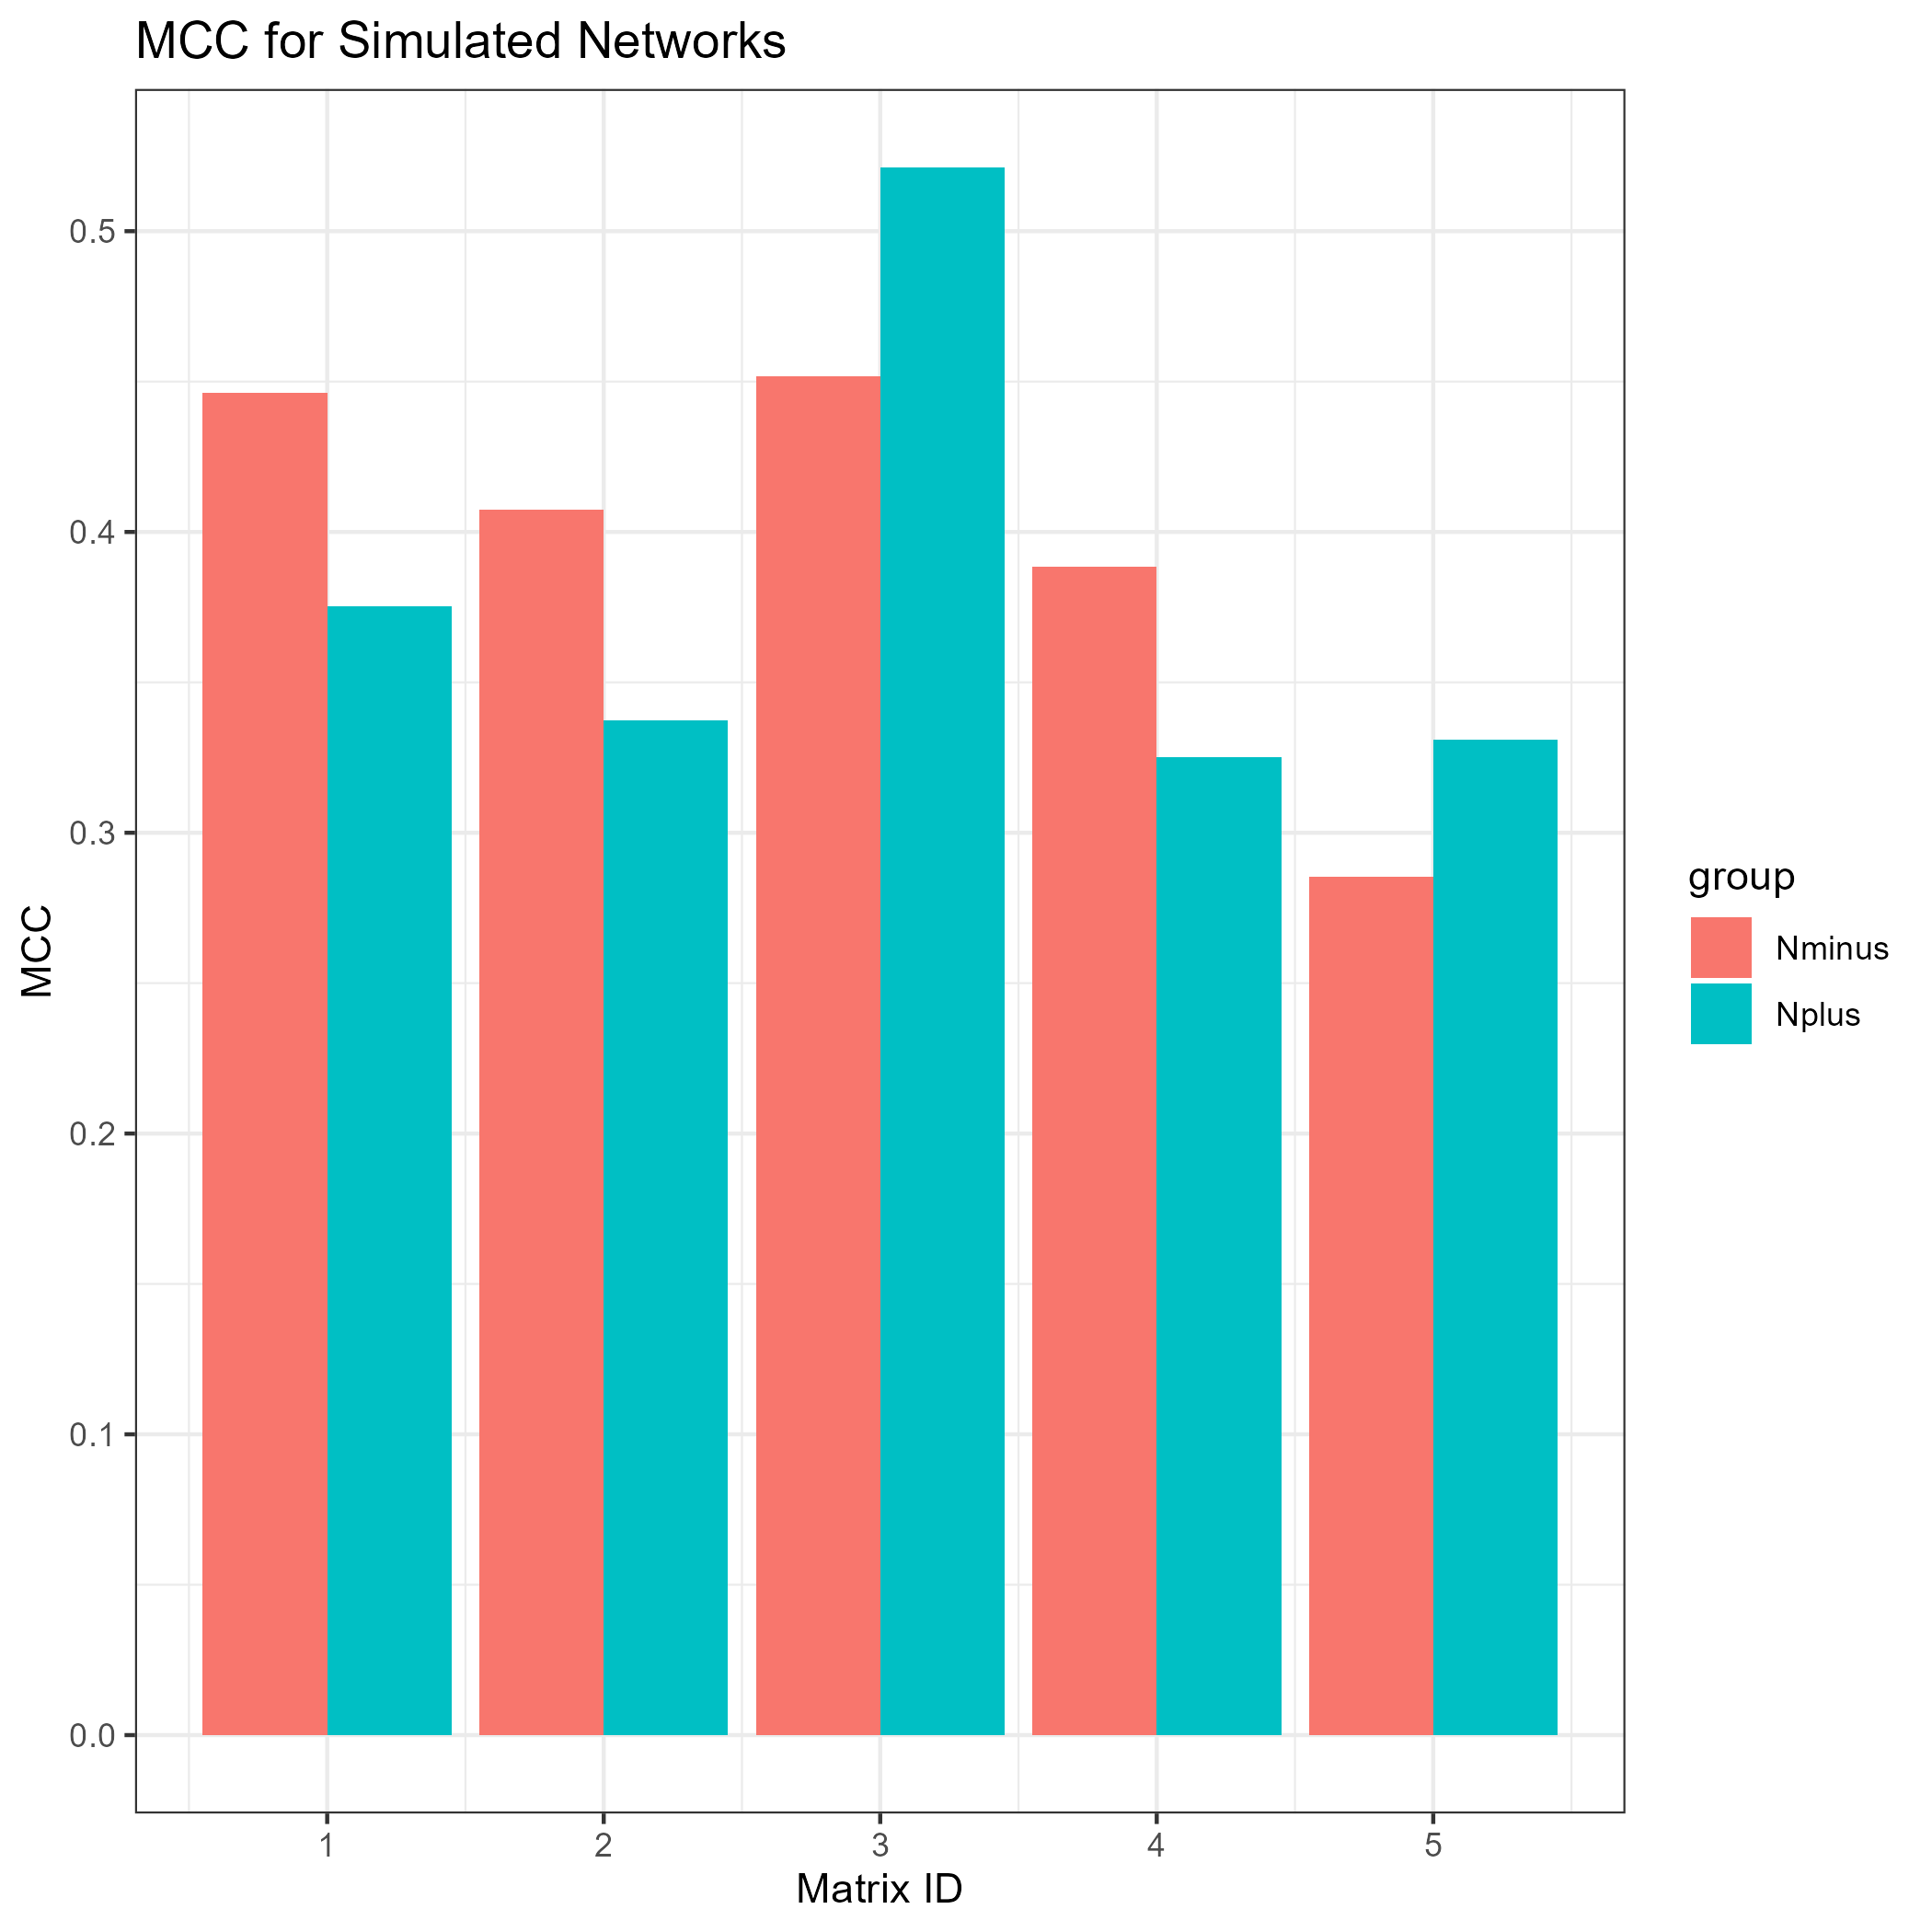 MCC for Simulated Networks
MCC
0.5
0.4
0.3
0.2
0.1
0.0
1 2 3 4 5
Matrix ID
group
Nminus
Nplus